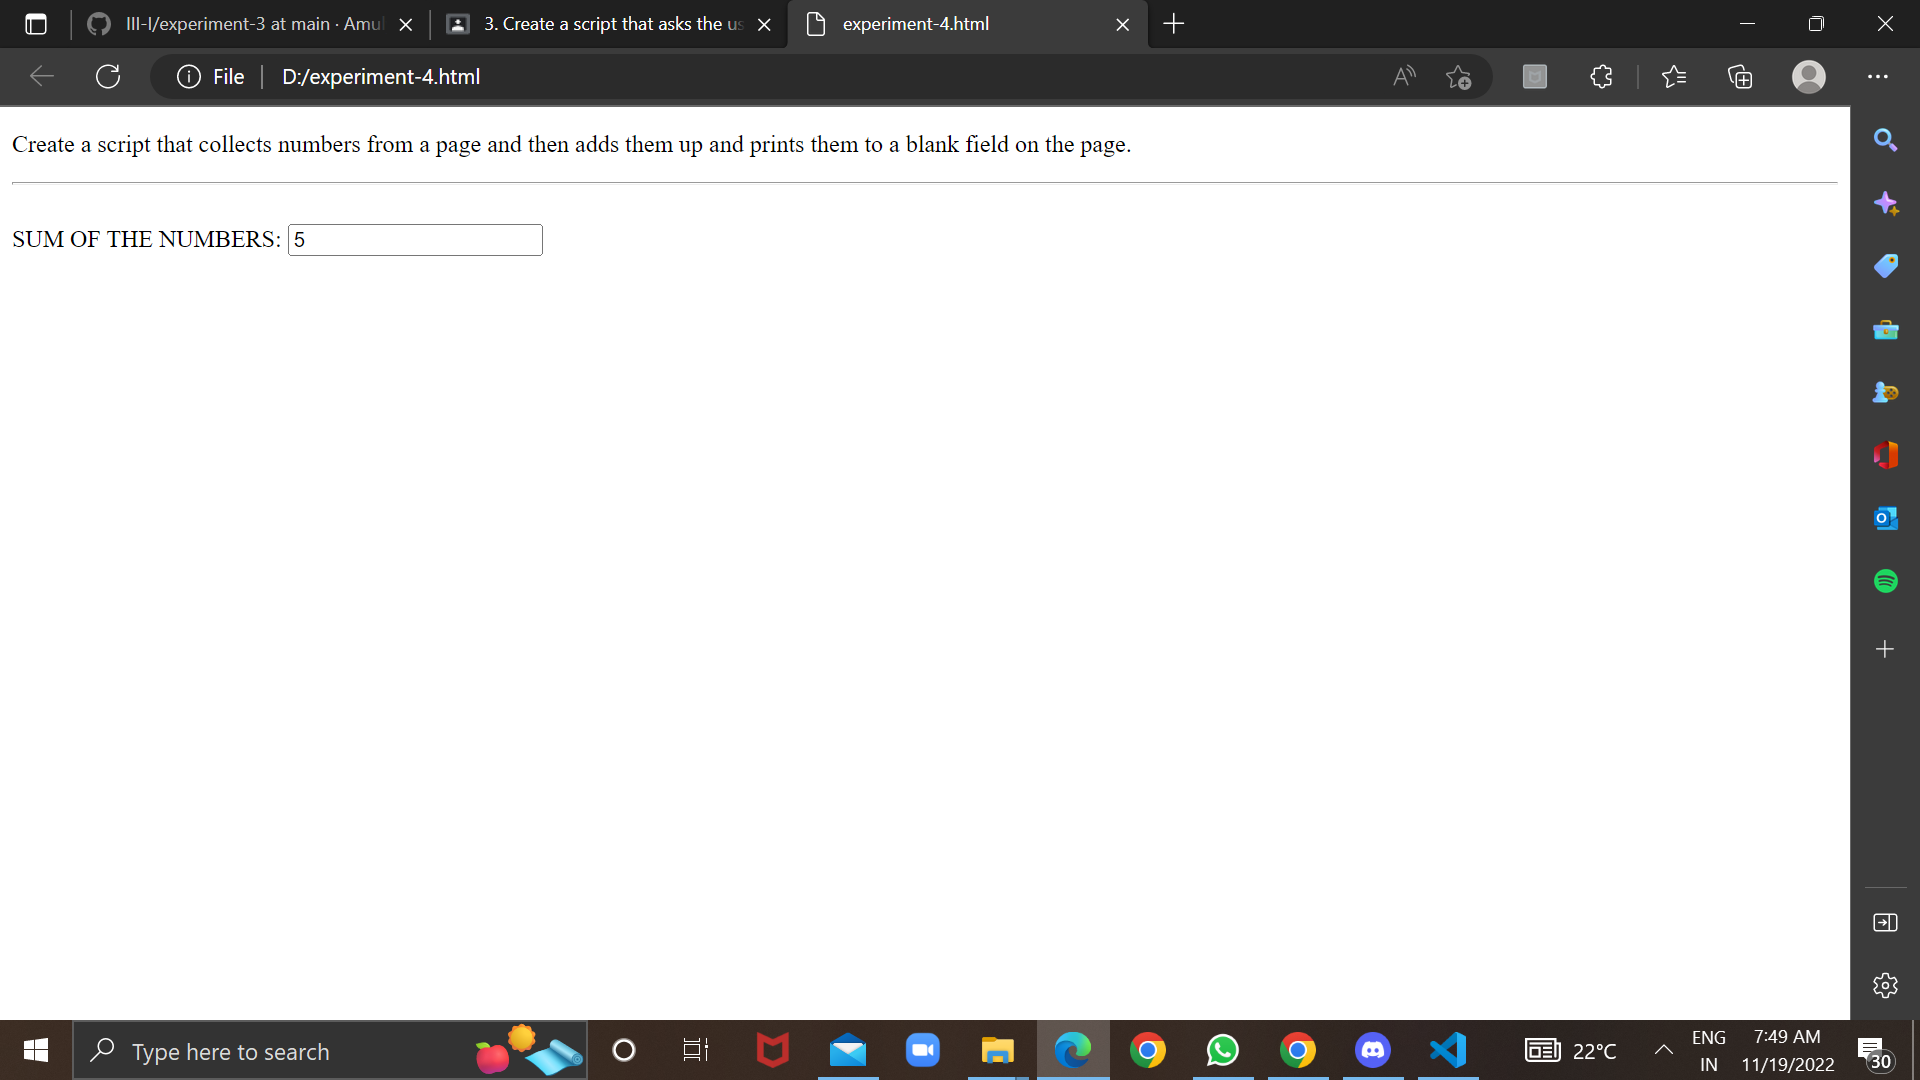 III-I/experiment-3 at main · Amul
3. Create a script that asks the us
experiment-4.html
File
D:/experiment-4.html
Create a script that collects numbers from a page and then adds them up and prints them to a blank field on the page.
SUM OF THE NUMBERS: 5
Type here to search
22°C
ENG
IN
7:49 AM
11/19/2022
30